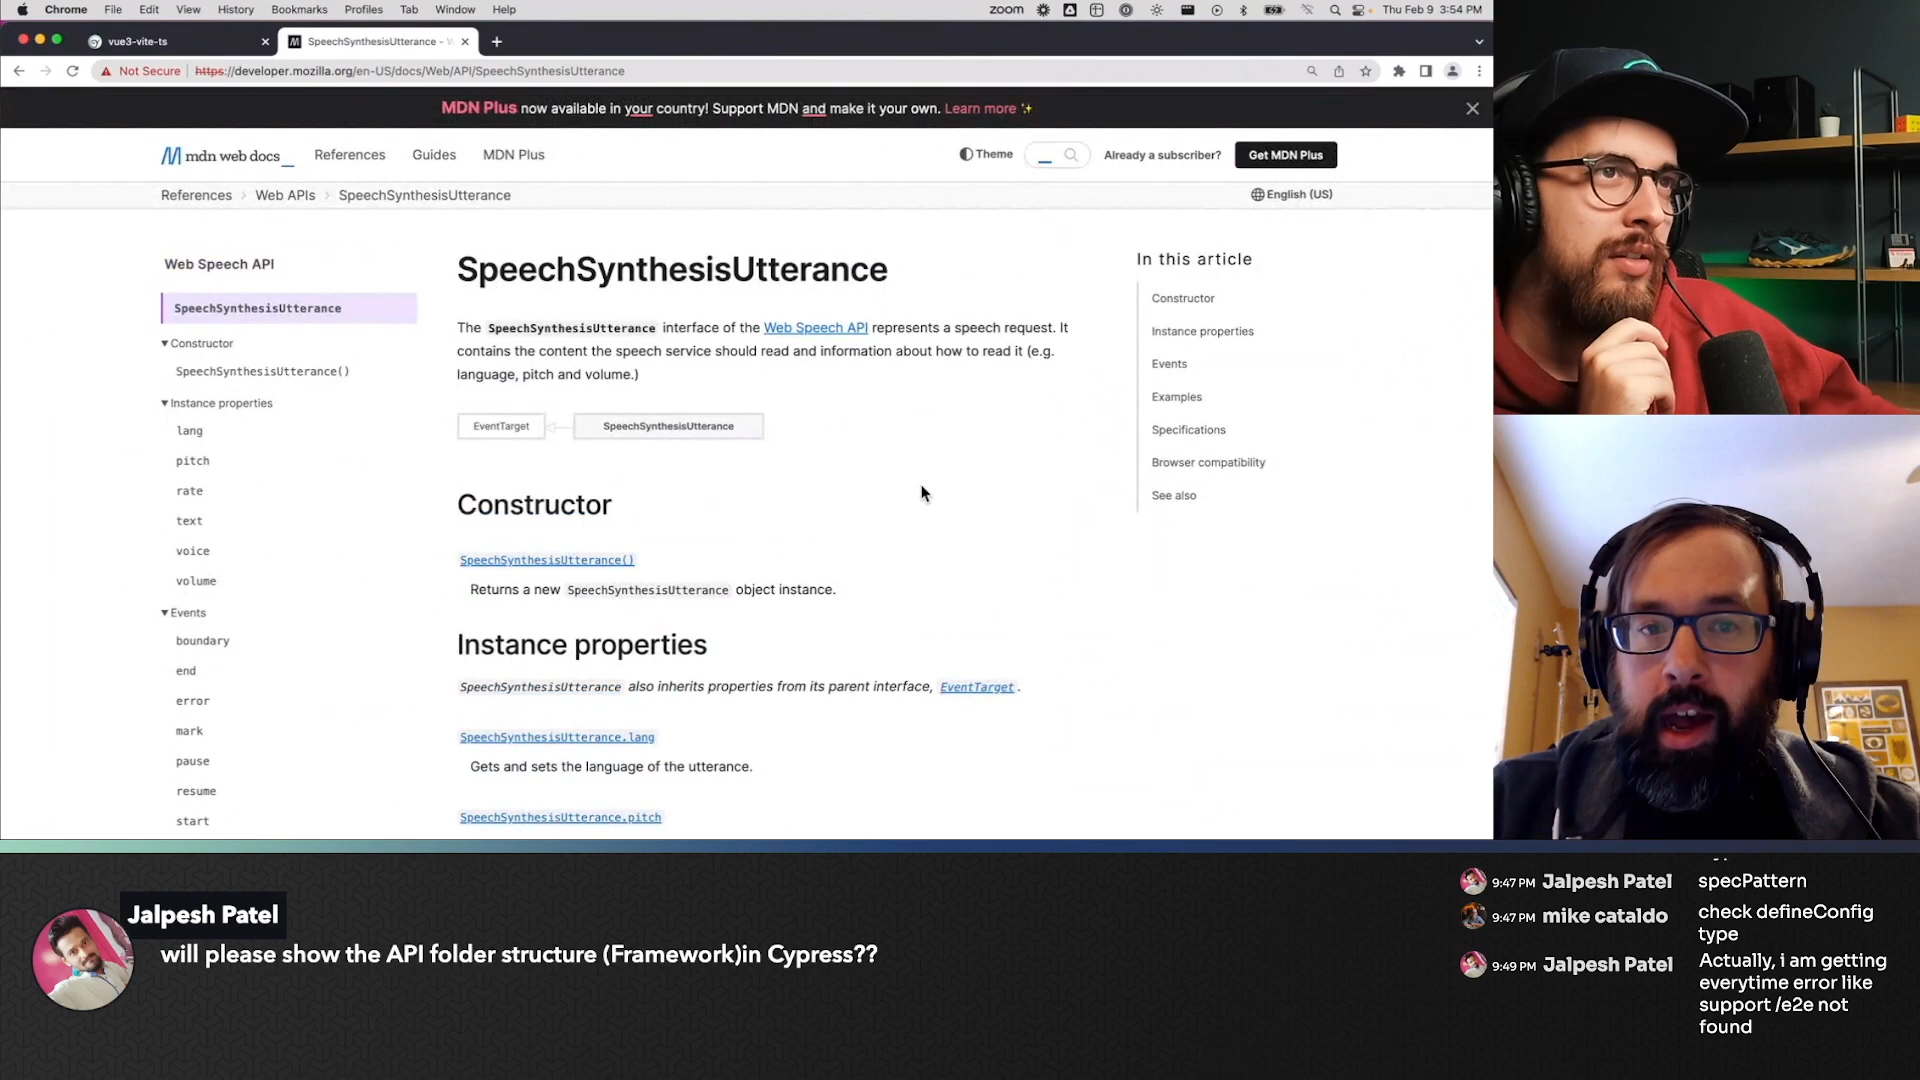 Chrome File Edit View History Bookmarks Profiles Tab Window Help
zoom
Thu Feb 9 3:54 PM
vue3-vite-ts
SpeechSynthesisUtterance -
Not Secure https://developer.mozilla.org/en-US/docs/Web/API/SpeechSynthesisUtterance
MDN Plus now available in your country! Support MDN and make it your own. Learn more ✨
mdn web docs_ References Guides MDN Plus
Theme Already a subscriber? Get MDN Plus
References › Web APIs › SpeechSynthesisUtterance
English (US)
Web Speech API
SpeechSynthesisUtterance
▾ Constructor
SpeechSynthesisUtterance()
▾ Instance properties
lang
pitch
rate
text
voice
volume
▾ Events
boundary
end
error
mark
pause
resume
start
SpeechSynthesisUtterance
The SpeechSynthesisUtterance interface of the Web Speech API represents a speech request. It
contains the content the speech service should read and information about how to read it (e.g.
language, pitch and volume.)
EventTarget SpeechSynthesisUtterance
Constructor
SpeechSynthesisUtterance()
Returns a new SpeechSynthesisUtterance object instance.
Instance properties
SpeechSynthesisUtterance also inherits properties from its parent interface, EventTarget.
SpeechSynthesisUtterance.lang
Gets and sets the language of the utterance.
SpeechSynthesisUtterance.pitch
In this article
Constructor
Instance properties
Events
Examples
Specifications
Browser compatibility
See also
Jalpesh Patel
will please show the API folder structure (Framework)in Cypress??
9:47 PM Jalpesh Patel specPattern
9:47 PM mike cataldo check defineConfig
type
9:49 PM Jalpesh Patel Actually, i am getting
everytime error like
support /e2e not
found